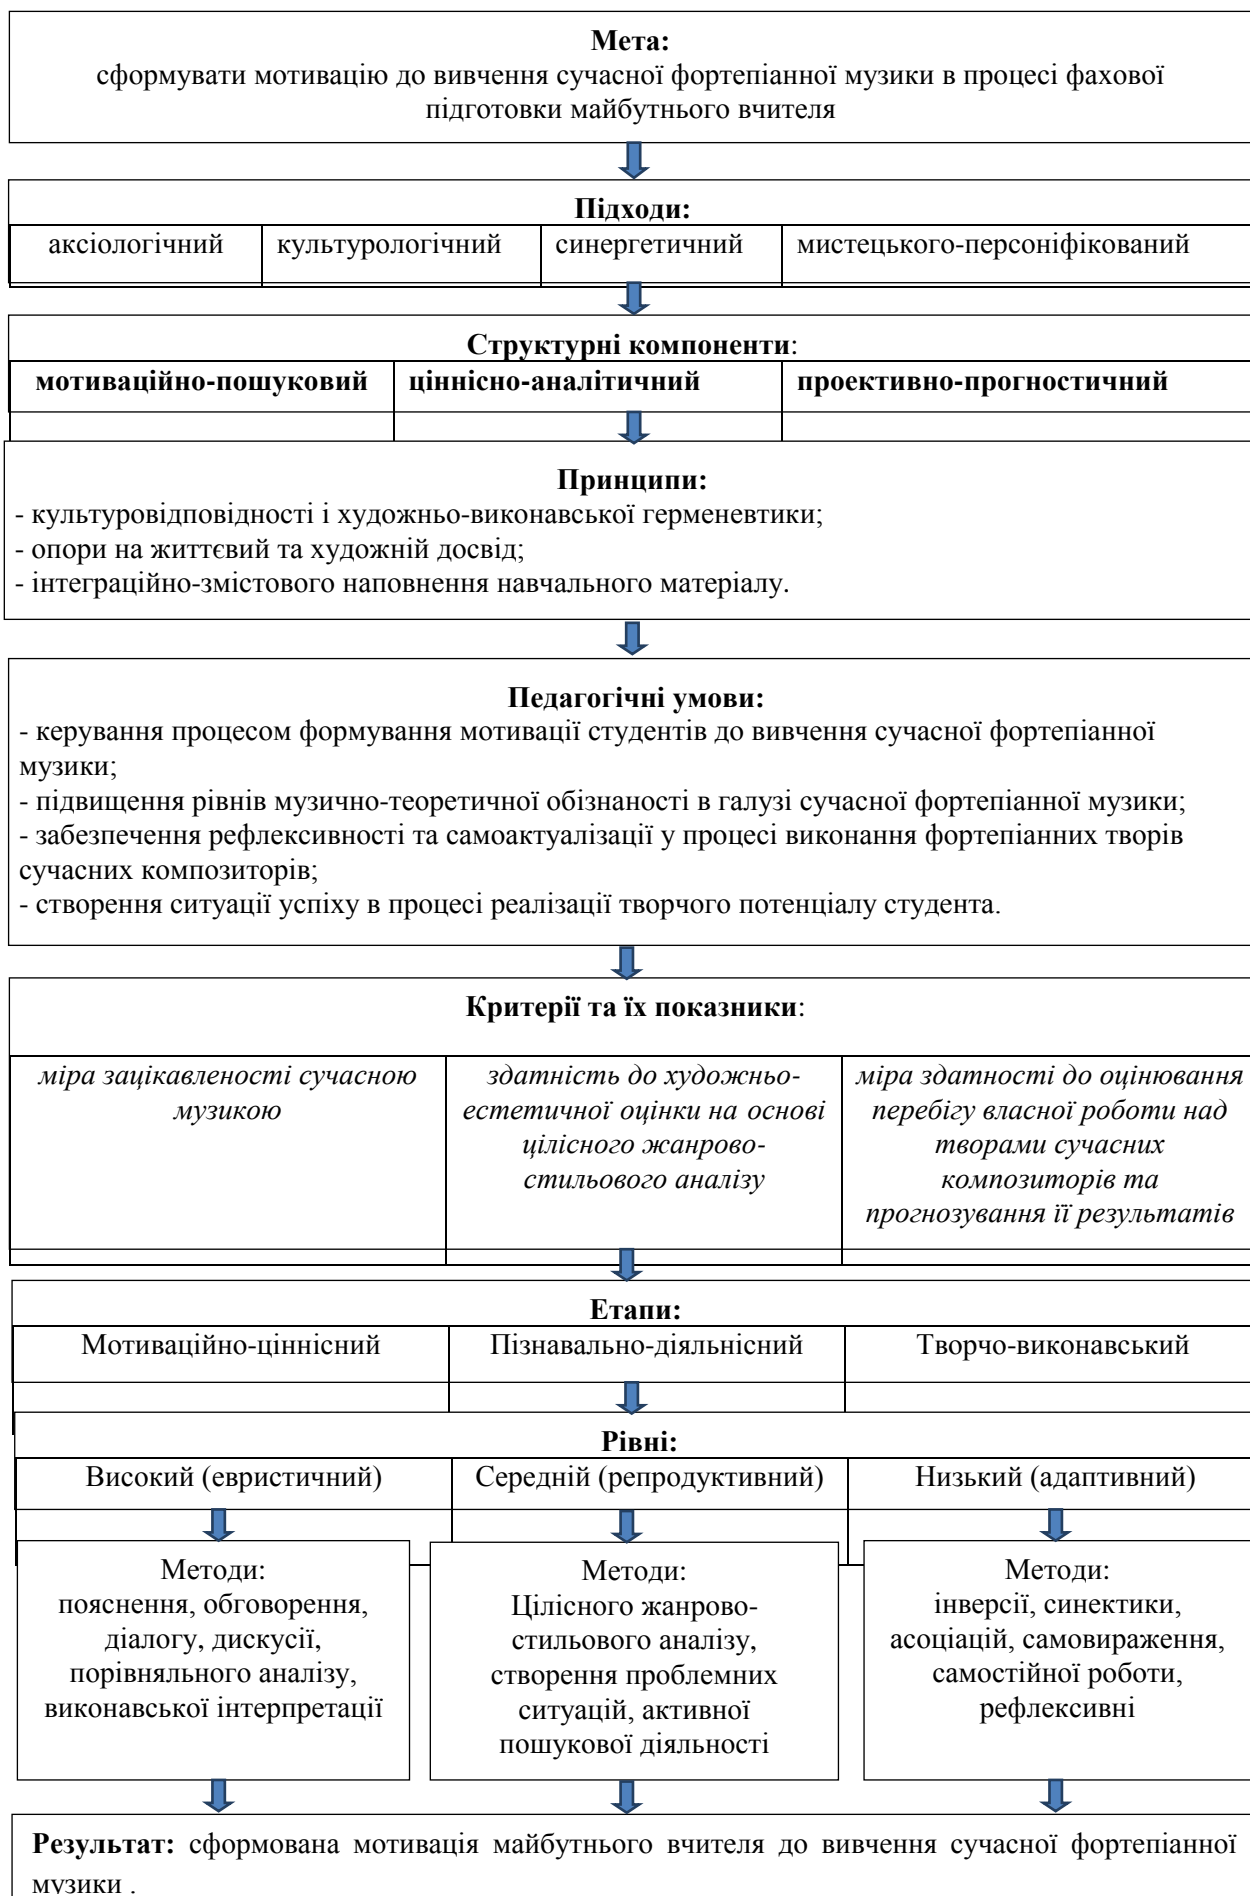 Мета:
сформувати мотивацію до вивчення сучасної фортепіанної музики в процесі фахової
підготовки майбутнього вчителя
Підходи:
аксіологічний культурологічний синергетичний мистецького-персоніфікований
Структурні компоненти:
мотиваційно-пошуковий ціннісно-аналітичний проективно-прогностичний
Принципи:
- культуровідповідності і художньо-виконавської герменевтики;
- опори на життєвий та художній досвід;
- інтеграційно-змістового наповнення навчального матеріалу.
Педагогічні умови:
- керування процесом формування мотивації студентів до вивчення сучасної фортепіанної
музики;
- підвищення рівнів музично-теоретичної обізнаності в галузі сучасної фортепіанної музики;
- забезпечення рефлексивності та самоактуалізації у процесі виконання фортепіанних творів
сучасних композиторів;
- створення ситуації успіху в процесі реалізації творчого потенціалу студента.
Критерії та їх показники:
міра зацікавленості сучасною
музикою
здатність до художньо-
естетичної оцінки на основі
цілісного жанрово-
стильового аналізу
міра здатності до оцінювання
перебігу власної роботи над
творами сучасних
композиторів та
прогнозування її результатів
Етапи:
Мотиваційно-ціннісний Пізнавально-діяльнісний Творчо-виконавський
Рівні:
Високий (евристичний) Середній (репродуктивний) Низький (адаптивний)
Методи:
пояснення, обговорення,
діалогу, дискусії,
порівняльного аналізу,
виконавської інтерпретації
Методи:
Цілісного жанрово-
стильового аналізу,
створення проблемних
ситуацій, активної
пошукової діяльності
Методи:
інверсії, синектики,
асоціацій, самовираження,
самостійної роботи,
рефлексивні
Результат: сформована мотивація майбутнього вчителя до вивчення сучасної фортепіанної
музики .